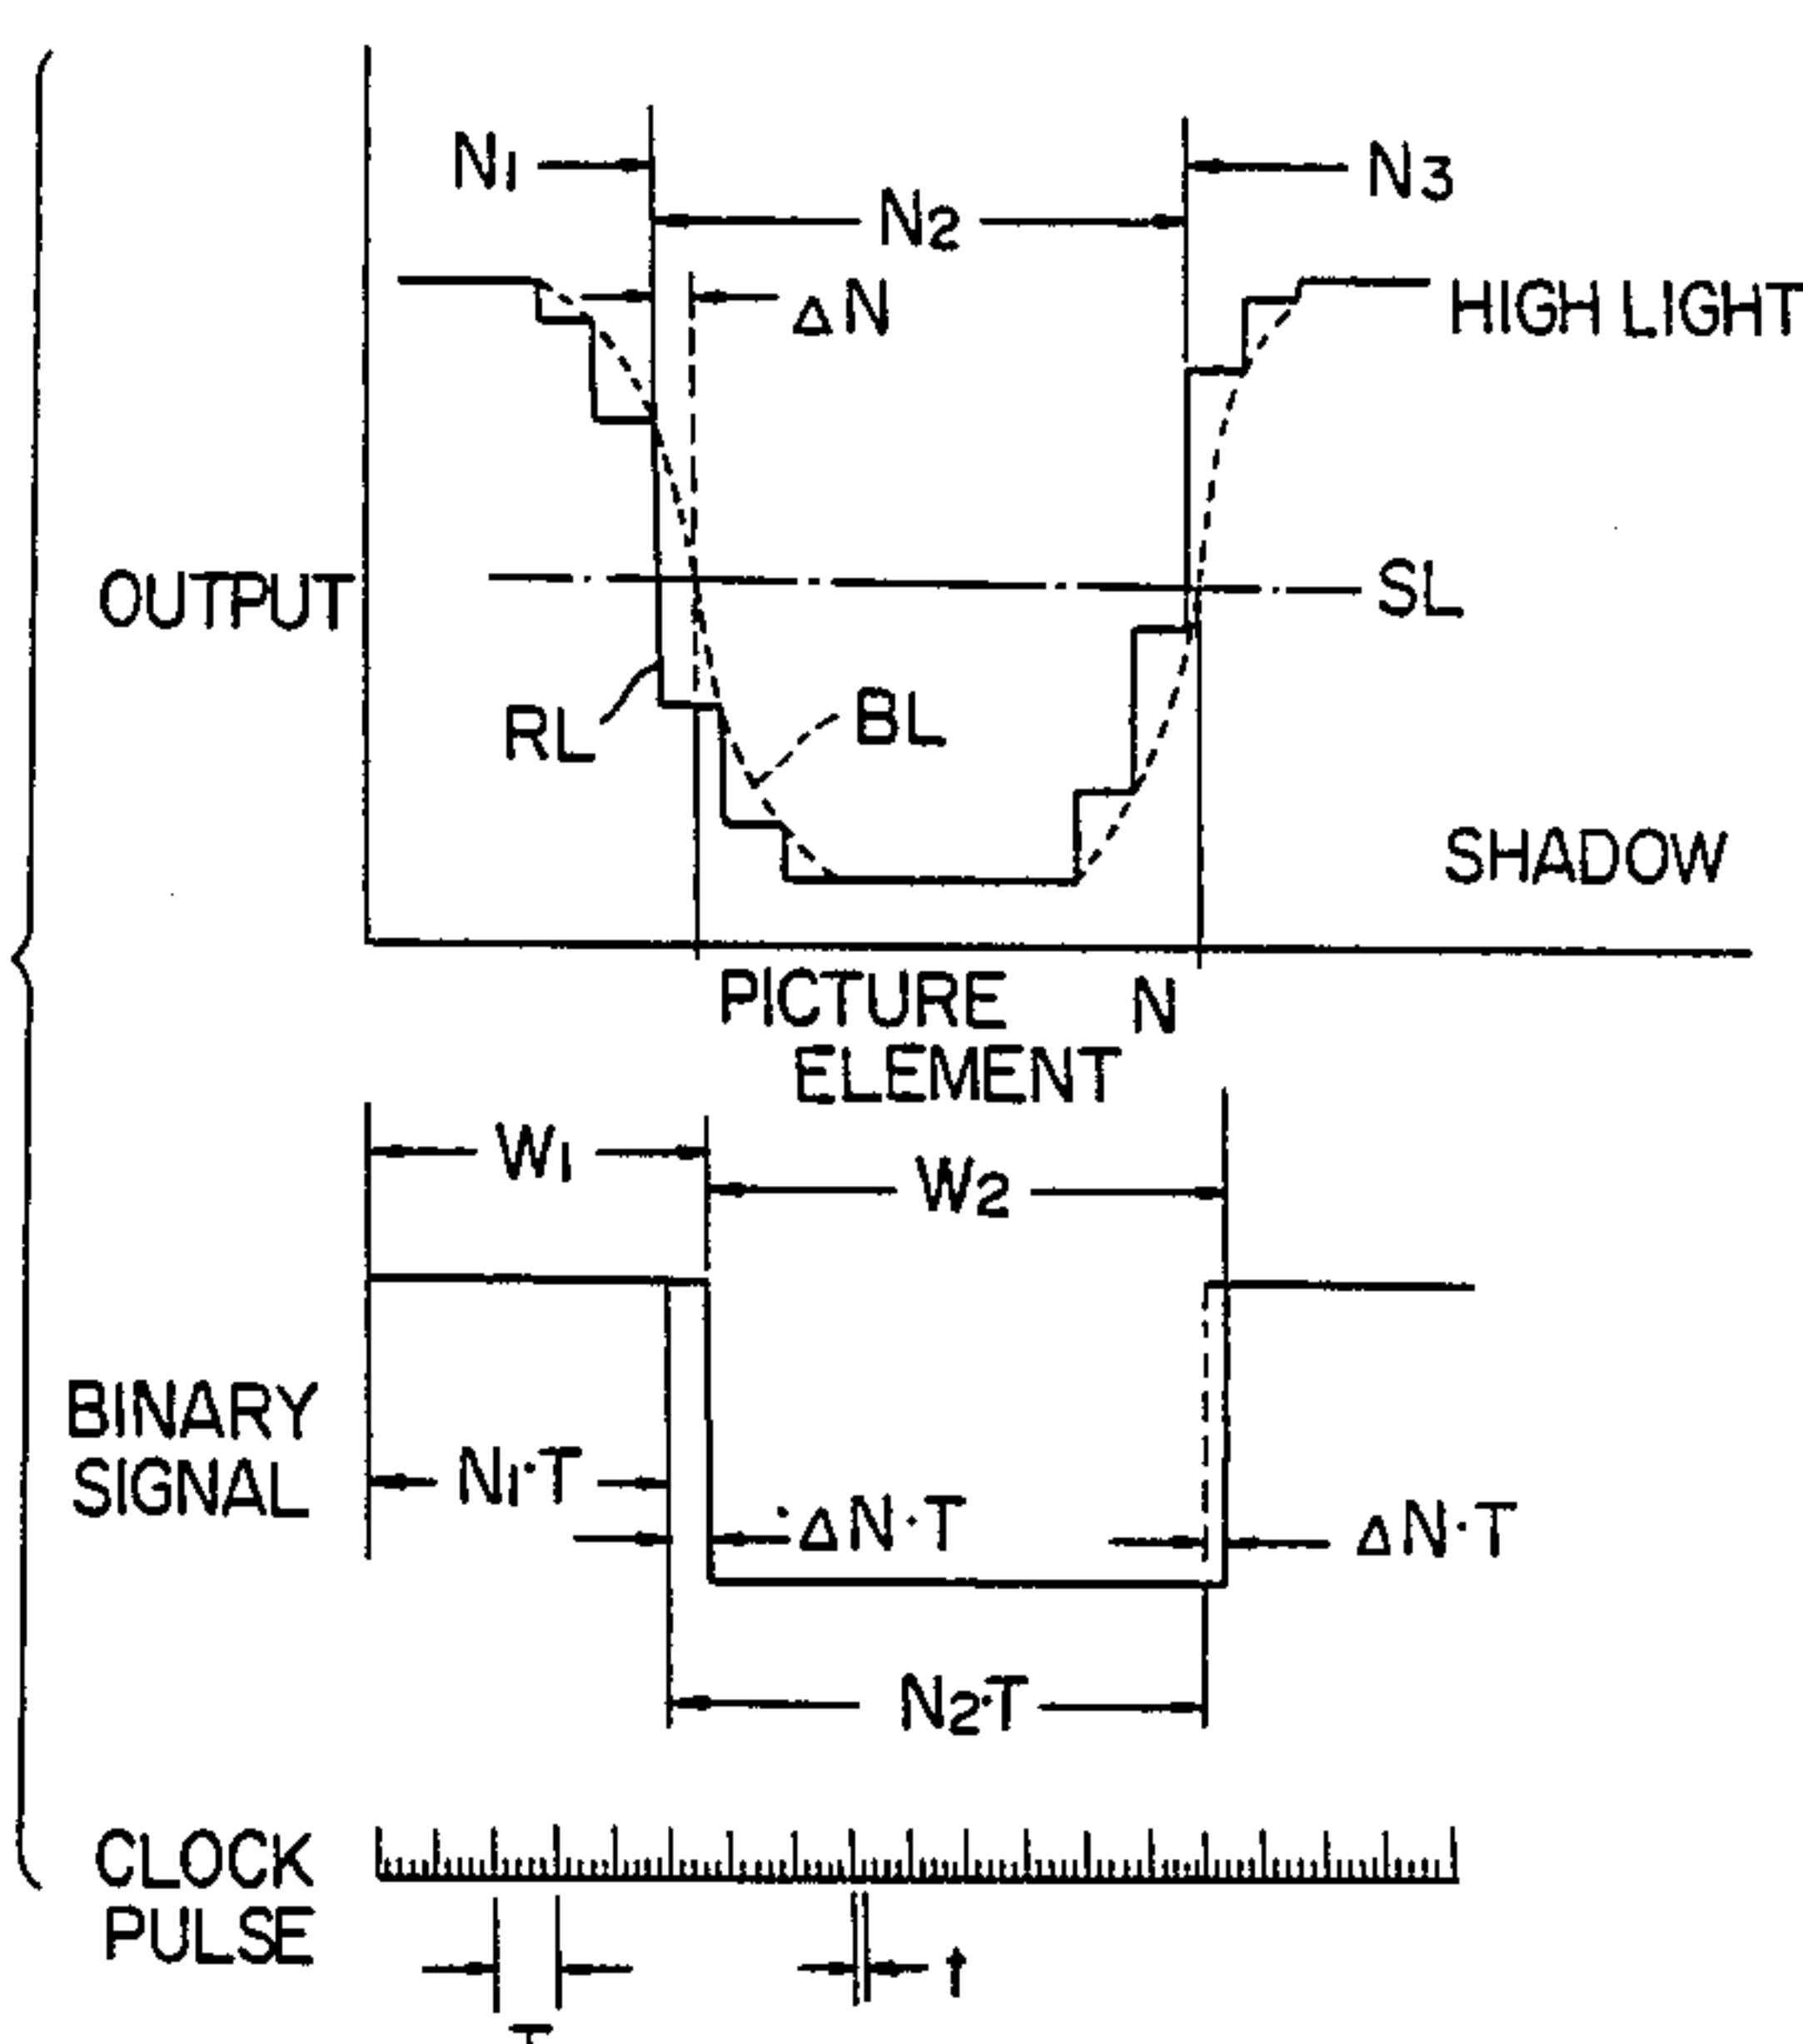 N1
N2
N3
ΔN
HIGH LIGHT
OUTPUT
SL
RL
BL
SHADOW
PICTURE N
ELEMENT
W1
W2
BINARY
SIGNAL
N1·T
ΔN·T
ΔN·T
N2·T
CLOCK
PULSE
t
T